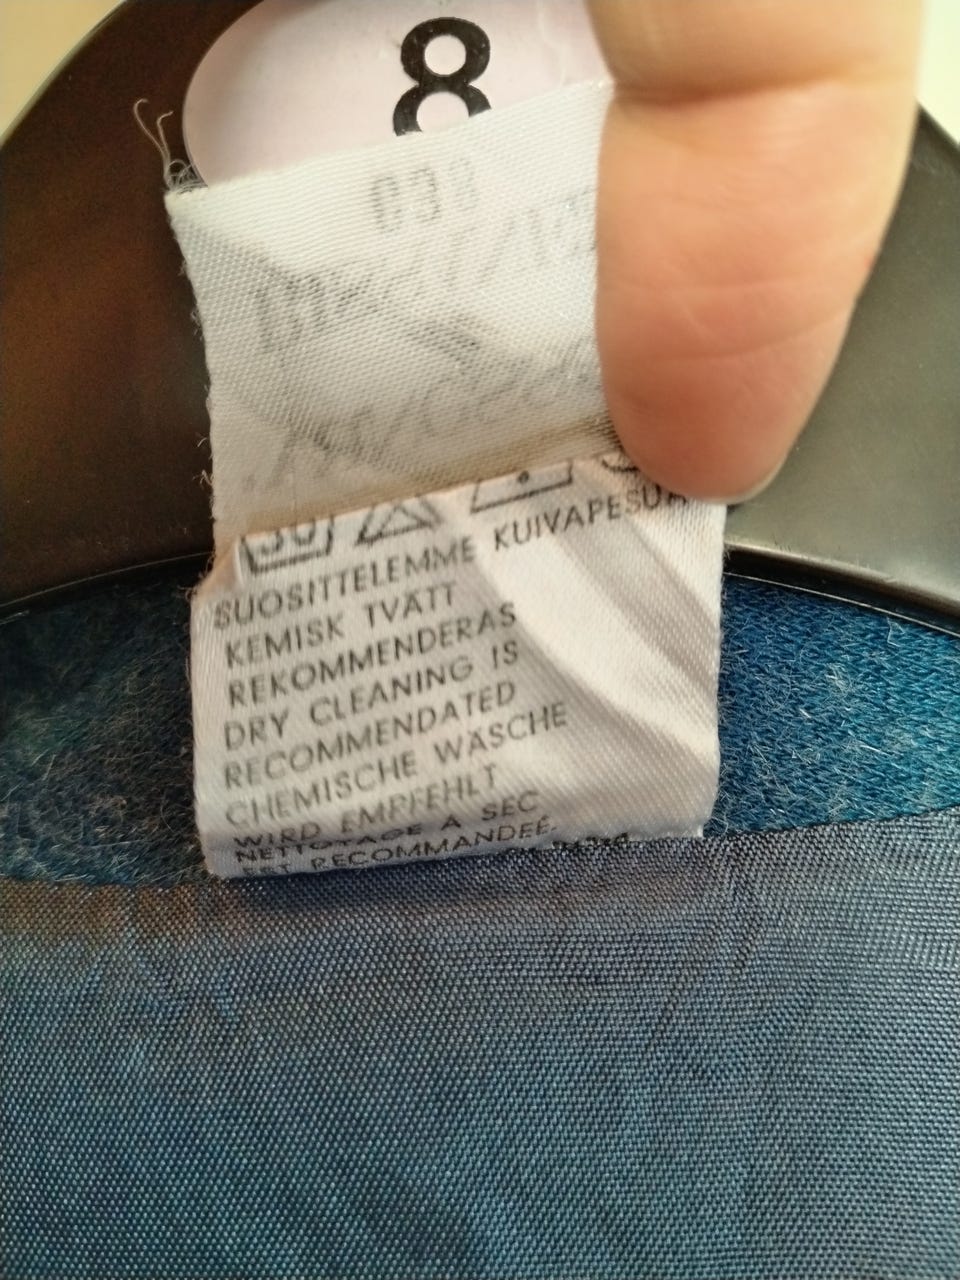 8
SUOSITTELEMME KUIVAPESUA
KEMISK TVÄTT
REKOMMENDERAS
DRY CLEANING IS
RECOMMENDATED
CHEMISCHE WÄSCHE
WIRD EMPFEHLT
NETTOTAGE A SEC
EST RECOMMANDEÉ.